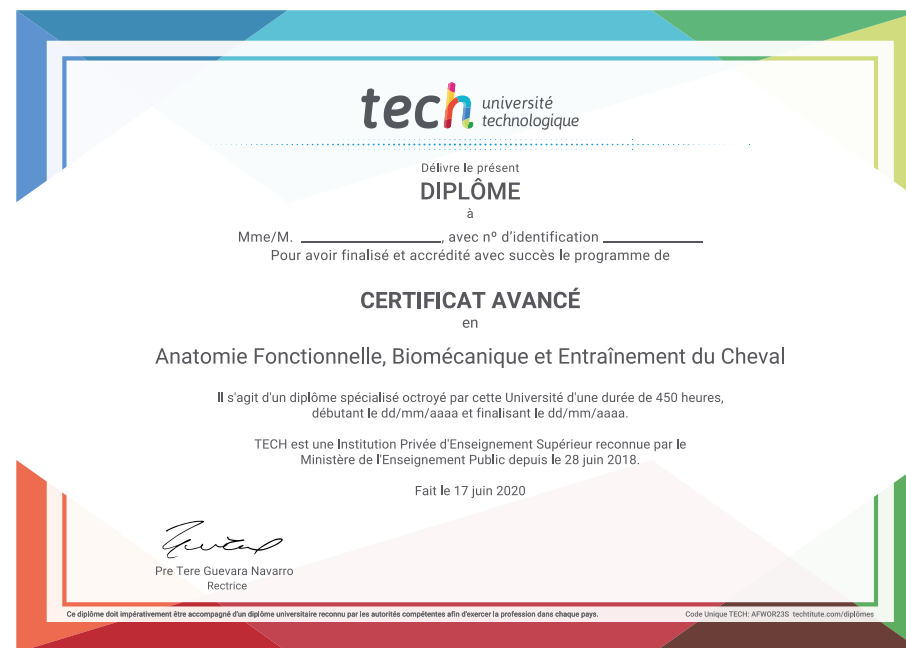 tech université
technologique
Délivre le présent
DIPLÔME
à
Mme/M. ____________________, avec nº d'identification ______________
Pour avoir finalisé et accrédité avec succès le programme de
CERTIFICAT AVANCÉ
en
Anatomie Fonctionnelle, Biomécanique et Entraînement du Cheval
Il s'agit d'un diplôme spécialisé octroyé par cette Université d'une durée de 450 heures,
débutant le dd/mm/aaaa et finalisant le dd/mm/aaaa.
TECH est une Institution Privée d'Enseignement Supérieur reconnue par le
Ministère de l'Enseignement Public depuis le 28 juin 2018.
Fait le 17 juin 2020
Pre Tere Guevara Navarro
Rectrice
Ce diplôme doit impérativement être accompagné d'un diplôme universitaire reconnu par les autorités compétentes afin d'exercer la profession dans chaque pays.
Code Unique TECH: AFWOR23S techtitute.com/diplômes